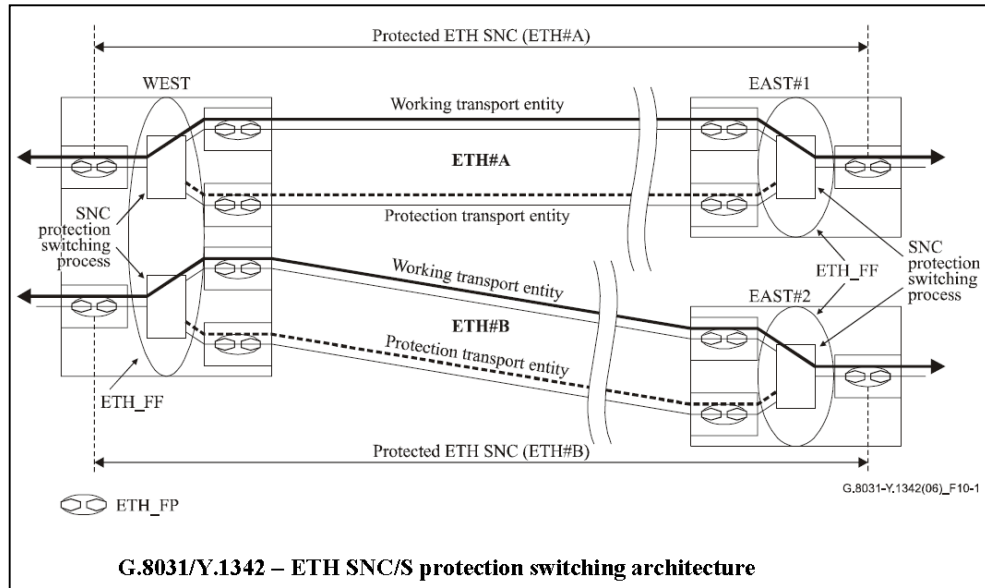 Protected ETH SNC (ETH#A)
WEST
EAST#1
Working transport entity
ETH#A
Protection transport entity
SNC
protection
switching
process
SNC
protection
switching
process
ETH_FF
Working transport entity
EAST#2
ETH#B
Protection transport entity
ETH_FF
Protected ETH SNC (ETH#B)
G.8031-Y.1342(06)_F10-1
ETH_FP
G.8031/Y.1342 – ETH SNC/S protection switching architecture